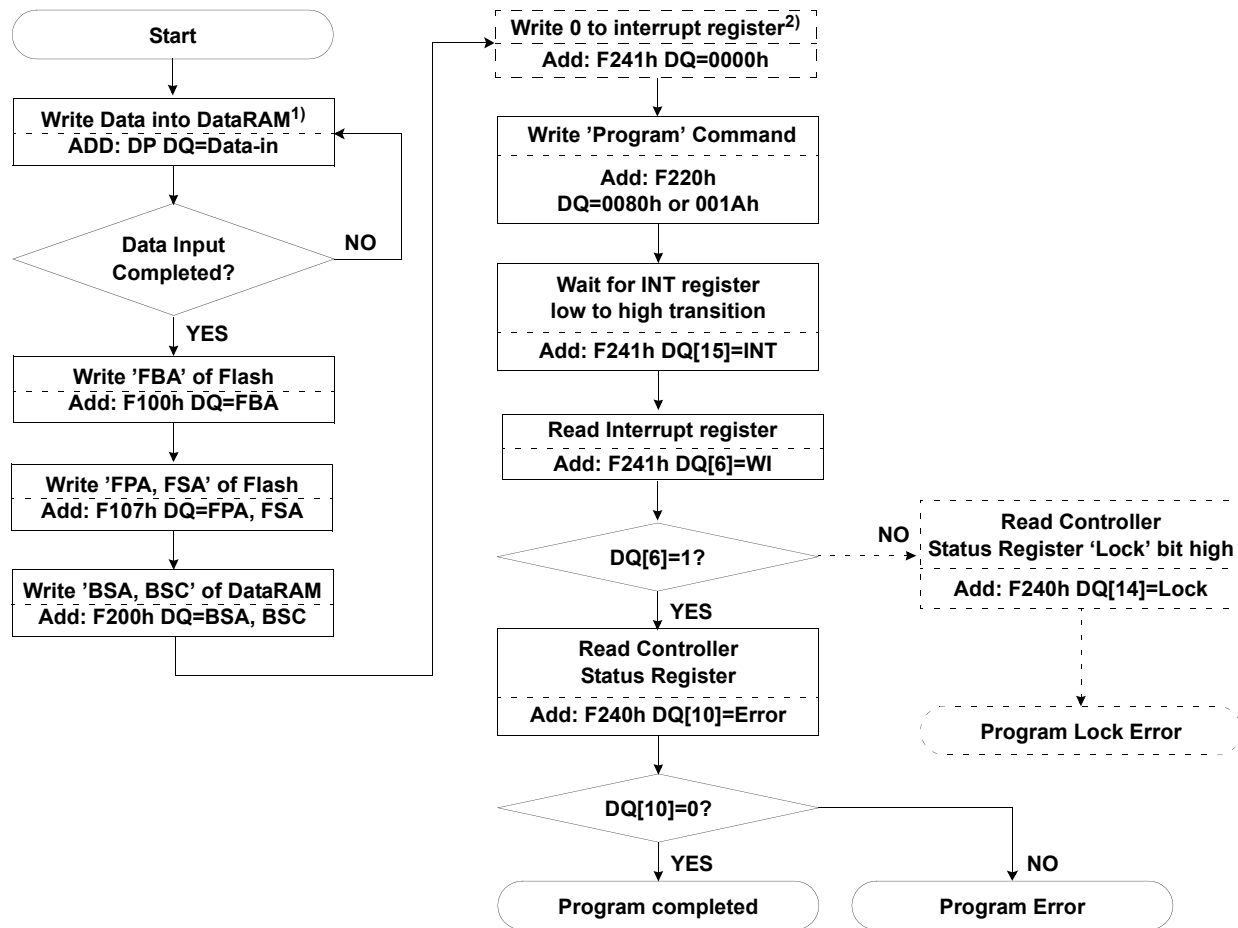 Start
Write Data into DataRAM1)
ADD: DP DQ=Data-in
Data Input
Completed?
NO
YES
Write ’FBA’ of Flash
Add: F100h DQ=FBA
Write ’FPA, FSA’ of Flash
Add: F107h DQ=FPA, FSA
Write ’BSA, BSC’ of DataRAM
Add: F200h DQ=BSA, BSC
Write 0 to interrupt register2)
Add: F241h DQ=0000h
Write ’Program’ Command
Add: F220h
DQ=0080h or 001Ah
Wait for INT register
low to high transition
Add: F241h DQ[15]=INT
Read Interrupt register
Add: F241h DQ[6]=WI
DQ[6]=1?
NO
YES
Read Controller
Status Register ‘Lock’ bit high
Add: F240h DQ[14]=Lock
Program Lock Error
Read Controller
Status Register
Add: F240h DQ[10]=Error
DQ[10]=0?
YES
NO
Program completed
Program Error